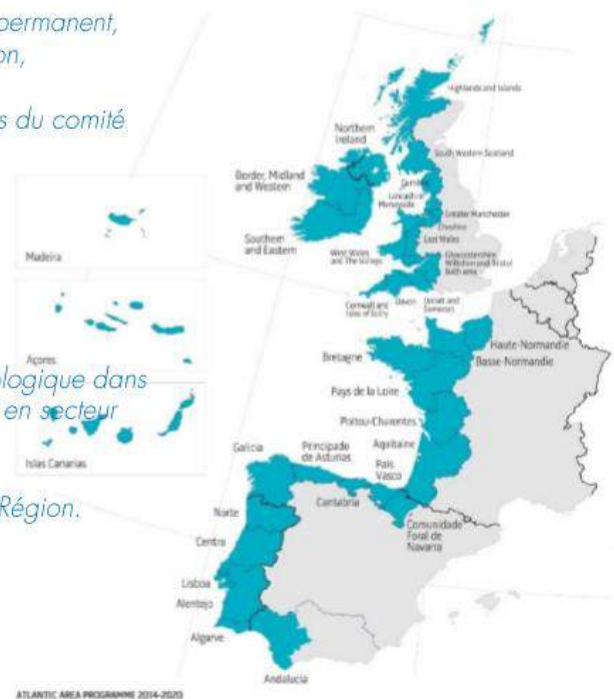 permanent,
on,
s du comité
ologique dans
en secteur
Région.
Highlands and Islands
Northern
Ireland
South Western Scotland
Border, Midland
and Western
Cumbria
Lancashire
Merseyside
Greater Manchester
Cheshire
East Wales
Southern
and Eastern
West Wales
and The Valleys
Gloucestershire
Wiltshire and Bristol
Bath area
Cornwall and
Isles of Scilly
Devon
Dorset and
Somerset
Madeira
Açores
Islas Canarias
Haute-Normandie
Basse-Normandie
Bretagne
Pays de la Loire
Poitou-Charentes
Aquitaine
Galicia
Principado
de Asturias
País
Vasco
Cantabria
Comunidade
Foral de
Navarra
Norte
Centro
Lisboa
Alentejo
Algarve
Andalucia
ATLANTIC AREA PROGRAMME 2014-2020